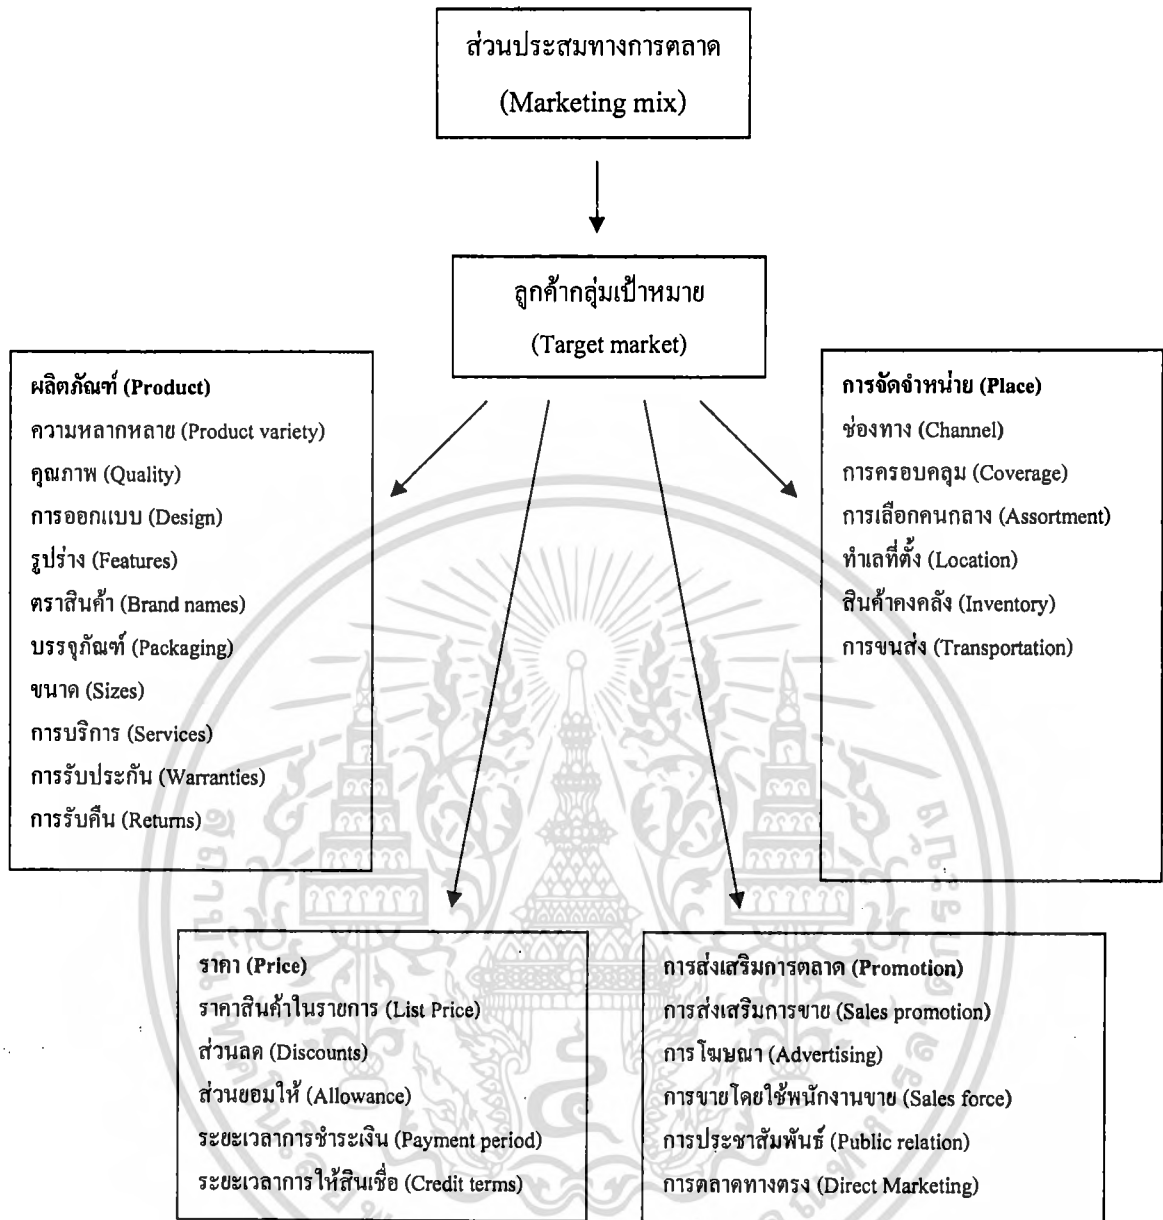 ส่วนประสมทางการตลาด
(Marketing mix)
ลูกค้ากลุ่มเป้าหมาย
(Target market)
ผลิตภัณฑ์ (Product)
ความหลากหลาย (Product variety)
คุณภาพ (Quality)
การออกแบบ (Design)
รูปร่าง (Features)
ตราสินค้า (Brand names)
บรรจุภัณฑ์ (Packaging)
ขนาด (Sizes)
การบริการ (Services)
การรับประกัน (Warranties)
การรับคืน (Returns)
การจัดจำหน่าย (Place)
ช่องทาง (Channel)
การครอบคลุม (Coverage)
การเลือกคนกลาง (Assortment)
ทำเลที่ตั้ง (Location)
สินค้าคงคลัง (Inventory)
การขนส่ง (Transportation)
ราคา (Price)
ราคาสินค้าในรายการ (List Price)
ส่วนลด (Discounts)
ส่วนยอมให้ (Allowance)
ระยะเวลาการชำระเงิน (Payment period)
ระยะเวลาการให้สินเชื่อ (Credit terms)
การส่งเสริมการตลาด (Promotion)
การส่งเสริมการขาย (Sales promotion)
การโฆษณา (Advertising)
การขายโดยใช้พนักงานขาย (Sales force)
การประชาสัมพันธ์ (Public relation)
การตลาดทางตรง (Direct Marketing)